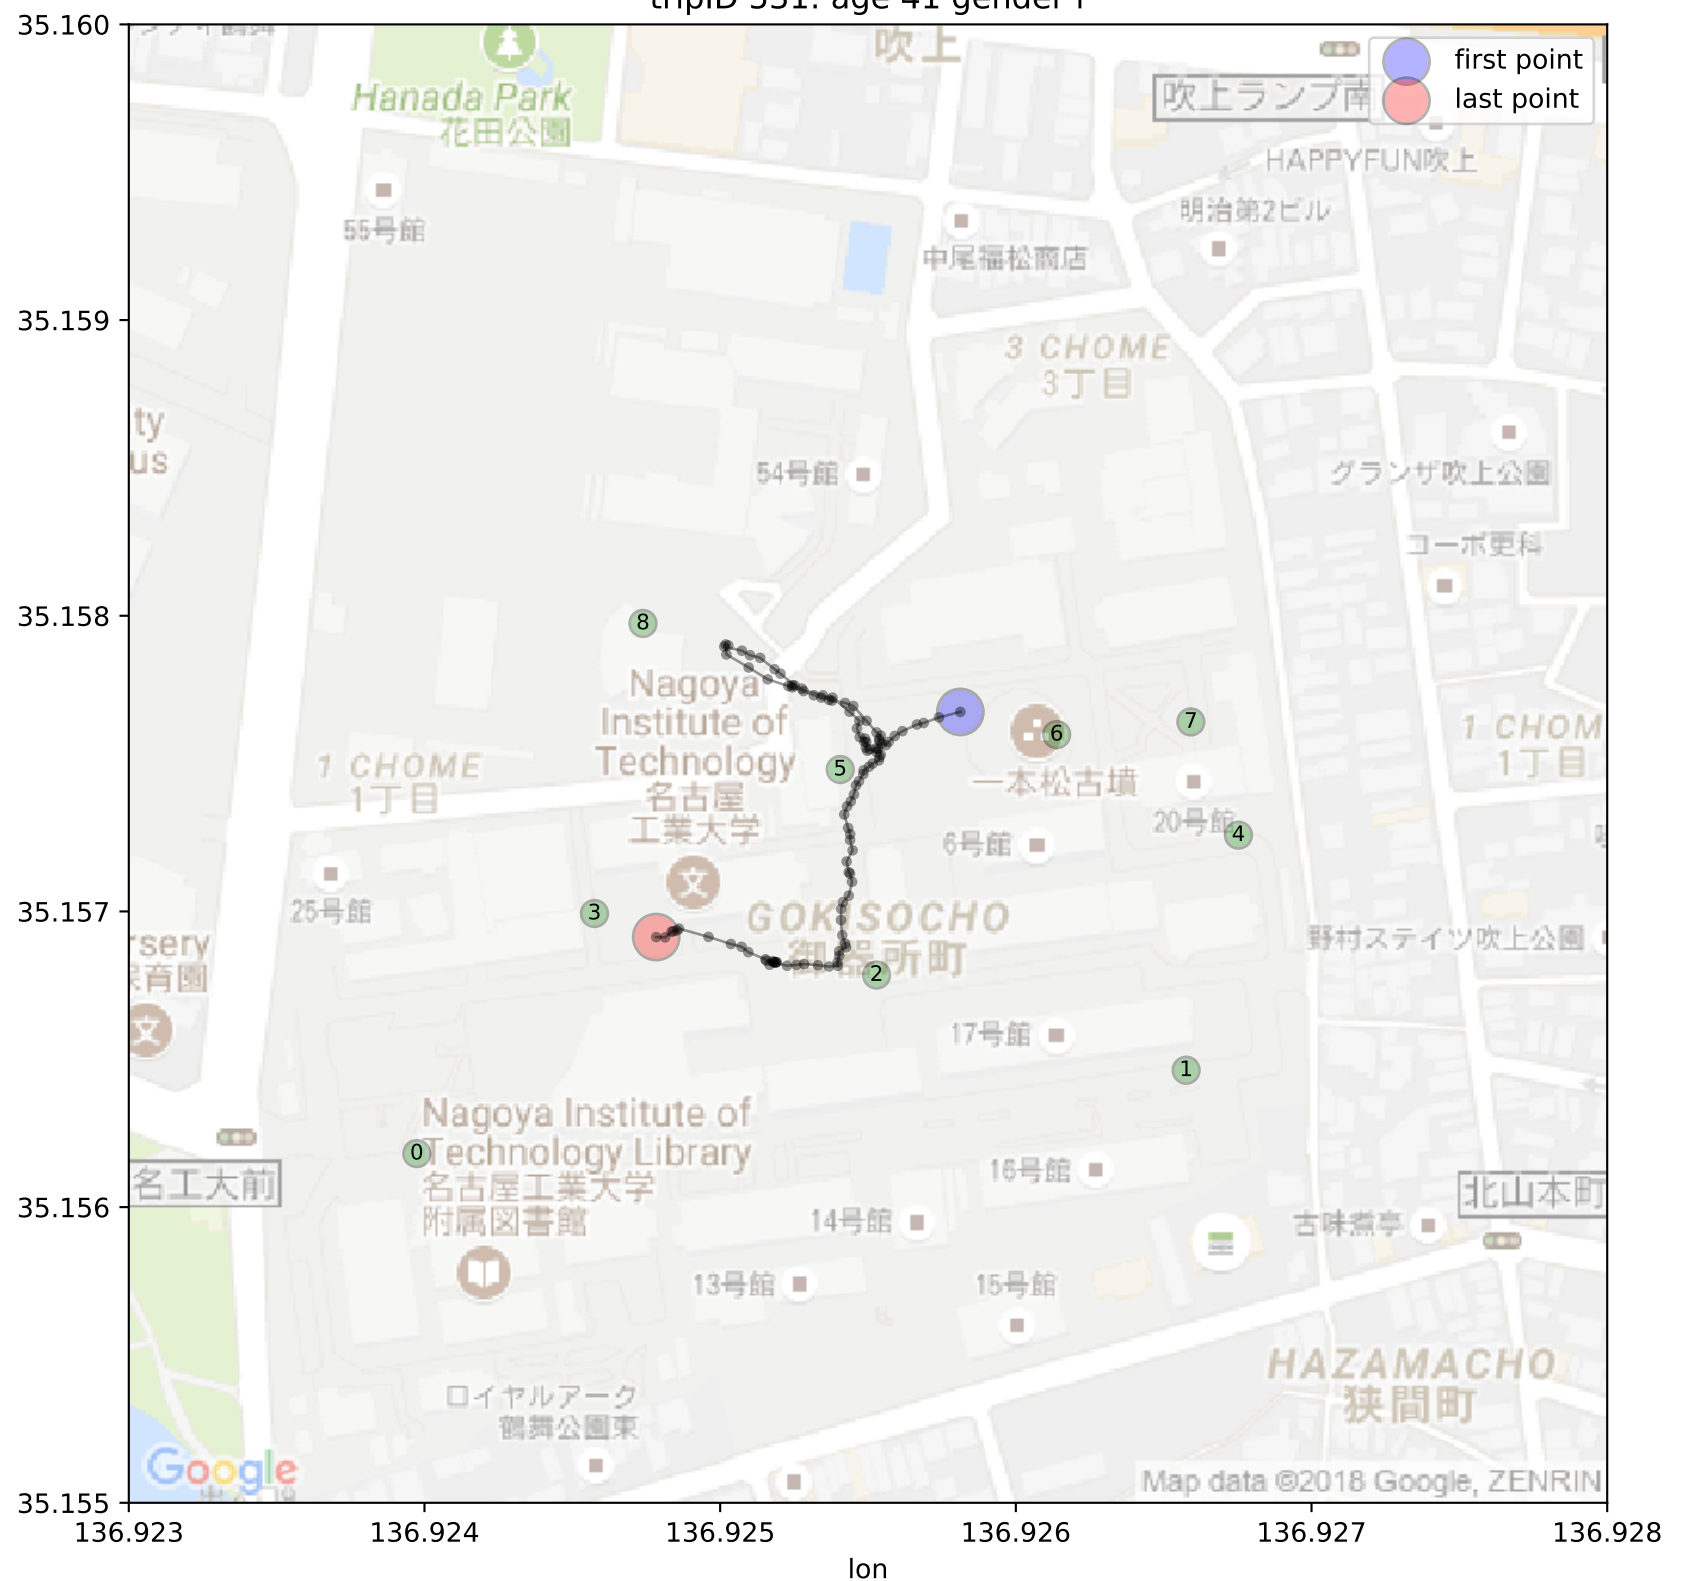 35.160
35.159
35.158
35.157
35.156
35.155
136.923
136.924
136.925
136.926
136.927
136.928
lon
first point
last point
吹上
吹上ランプ南
HAPPYFUN吹上
Hanada Park
花田公園
55号館
明治第2ビル
中尾福松商店
3 CHOME
3丁目
ty
us
54号館
グランザ吹上公園
コーポ更科
8
Nagoya
Institute of
Technology
名古屋
工業大学
7
6
5
一本松古墳
1 CHOM
1丁目
1 CHOME
1丁目
20号館
4
6号館
25号館
3
GOKISOCHO
御器所町
野村ステイツ吹上公園
rsery
育園
2
17号館
1
Nagoya Institute of
Technology Library
名古屋工業大学
附属図書館
0
名工大前
16号館
北山本町
14号館
古味煮亭
13号館
15号館
HAZAMACHO
狭間町
ロイヤルアーク
鶴舞公園東
Google
Map data ©2018 Google, ZENRIN